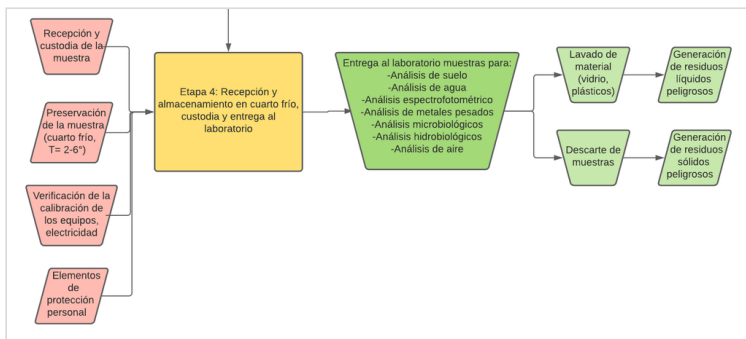 Recepción y
custodia de la
muestra
Preservación
de la muestra
(cuarto frío,
T= 2-6°)
Verificación de la
calibración de
los equipos,
electricidad
Elementos
de
protección
personal
Etapa 4: Recepción y
almacenamiento en cuarto frío,
custodia y entrega al
laboratorio
Entrega al laboratorio muestras para:
-Análisis de suelo
-Análisis de agua
-Análisis espectrofotométrico
-Análisis de metales pesados
-Análisis microbiológicos
-Análisis hidrobiológicos
-Análisis de aire
Lavado de
material
(vidrio,
plásticos)
Generación
de residuos
líquidos
peligrosos
Descarte de
muestras
Generación
de residuos
sólidos
peligrosos